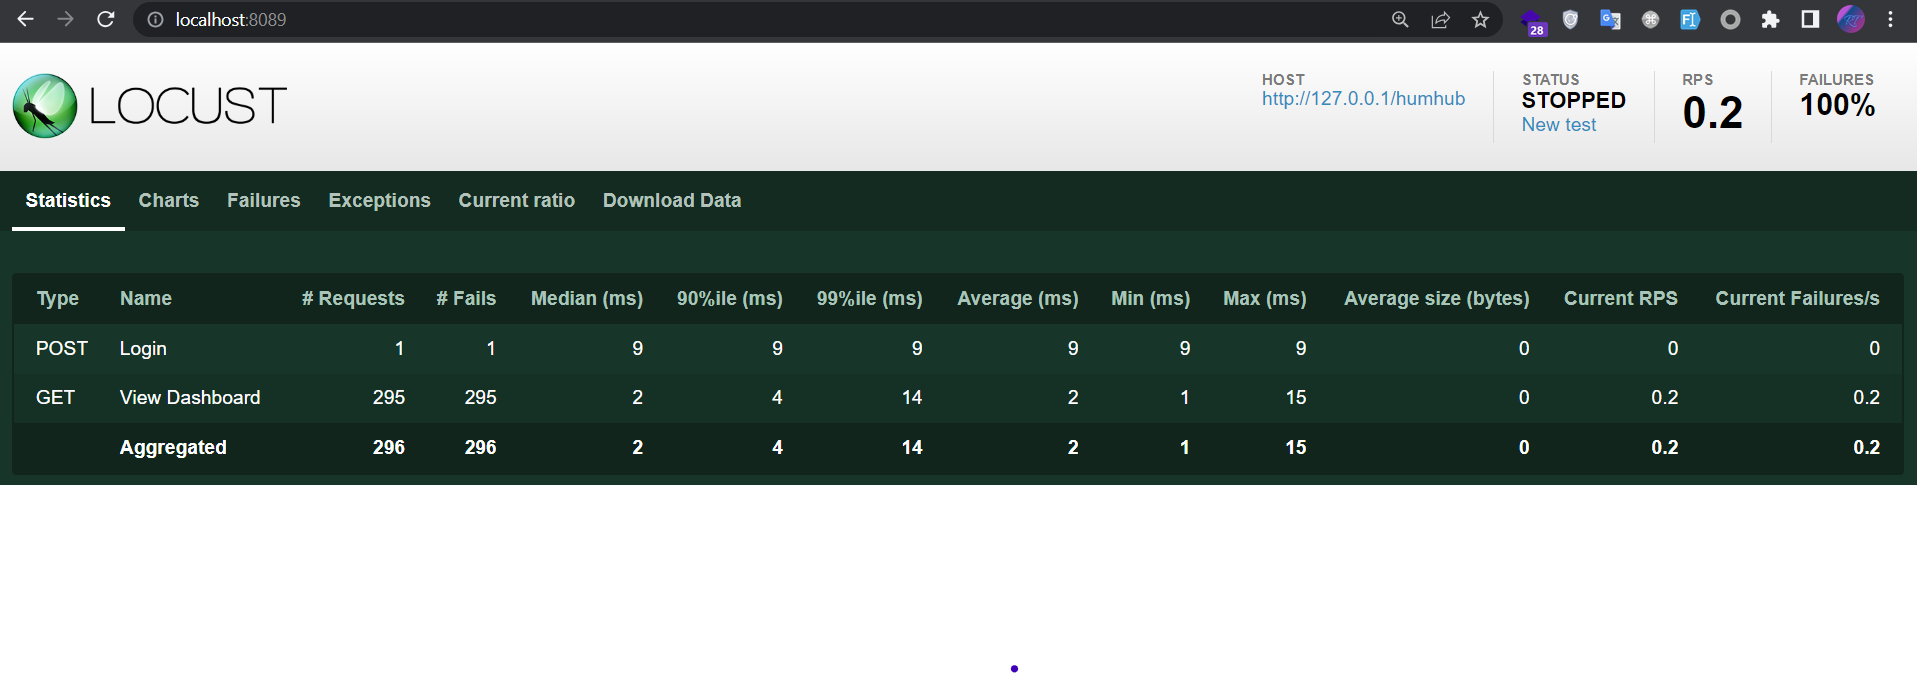 localhost:8089
28
LOCUST
HOST
http://127.0.0.1/humhub
STATUS
STOPPED
New test
RPS
0.2
FAILURES
100%
Statistics Charts Failures Exceptions Current ratio Download Data
Type Name # Requests # Fails Median (ms) 90%ile (ms) 99%ile (ms) Average (ms) Min (ms) Max (ms) Average size (bytes) Current RPS Current Failures/s
POST Login 1 1 9 9 9 9 9 9 0 0 0
GET View Dashboard 295 295 2 4 14 2 1 15 0 0.2 0.2
Aggregated 296 296 2 4 14 2 1 15 0 0.2 0.2